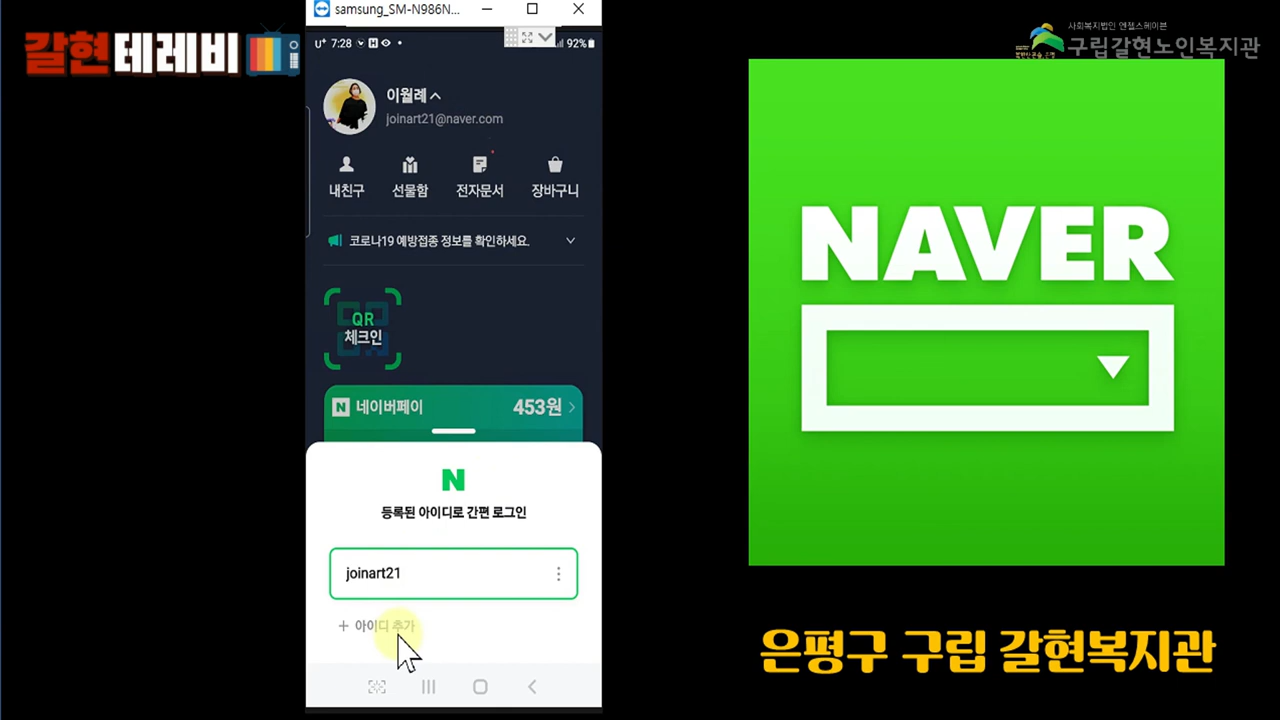 갈현테레비
samsung_SM-N986N...
U+ 7:28
92%
이월례
joinart21@naver.com
내친구 선물함 전자문서 장바구니
코로나19 예방접종 정보를 확인하세요.
QR
체크인
N 네이버페이 453원
N
등록된 아이디로 간편 로그인
joinart21
+ 아이디 추가
사회복지법인 엔젤스헤이븐
구립갈현노인복지관
NAVER
은평구 구립 갈현복지관